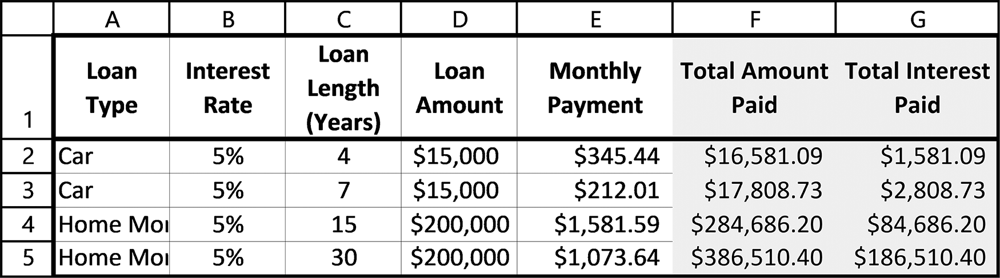 A B C D E F G
1 Loan Type Interest Rate Loan Length (Years) Loan Amount Monthly Payment Total Amount Paid Total Interest Paid
2 Car 5% 4 $15,000 $345.44 $16,581.09 $1,581.09
3 Car 5% 7 $15,000 $212.01 $17,808.73 $2,808.73
4 Home Mor 5% 15 $200,000 $1,581.59 $284,686.20 $84,686.20
5 Home Mor 5% 30 $200,000 $1,073.64 $386,510.40 $186,510.40